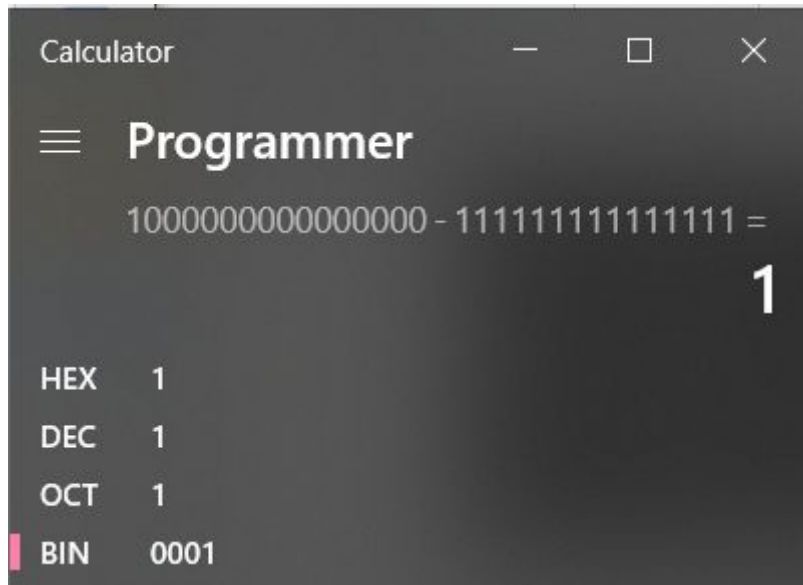 Calculator
Programmer
1000000000000000 - 111111111111111 =
1
HEX 1
DEC 1
OCT 1
BIN 0001